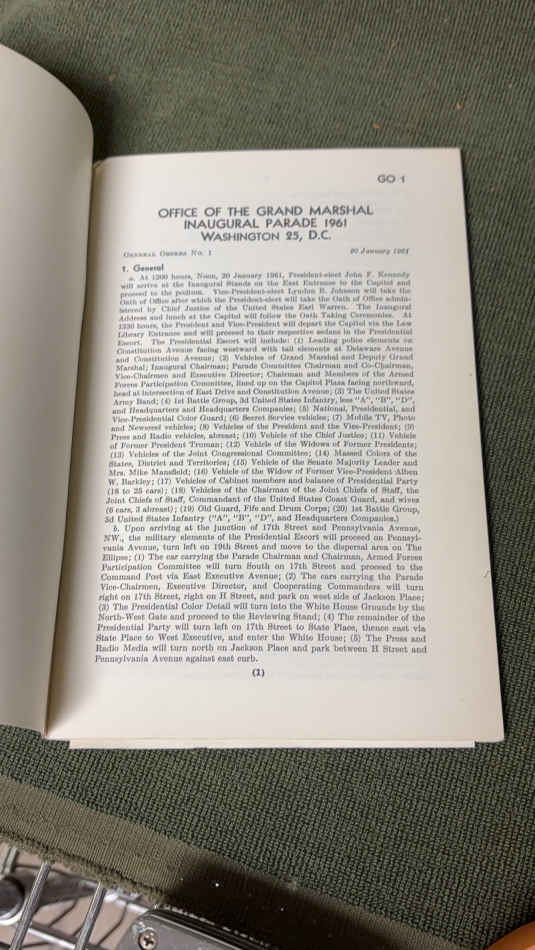 GO 1
OFFICE OF THE GRAND MARSHAL
INAUGURAL PARADE 1961
WASHINGTON 25, D.C.
GENERAL ORDERS No. 1 20 January 1961
1. General
a. At 1200 hours, Noon, 20 January 1961, President-elect John F. Kennedy
will arrive at the Inaugural Stands on the East Entrance to the Capitol and
proceed to the podium. Vice-President-elect Lyndon B. Johnson will take the
Oath of Office after which the President-elect will take the Oath of Office admin-
istered by Chief Justice of the United States Earl Warren. The Inaugural
Address and lunch at the Capitol will follow the Oath Taking Ceremonies. At
1330 hours, the President and Vice-President will depart the Capitol via the Law
Library Entrance and will proceed to their respective sedans in the Presidential
Escort. The Presidential Escort will include: (1) Leading police elements on
Constitution Avenue facing westward with tail elements at Delaware Avenue
and Constitution Avenue; (2) Vehicles of Grand Marshal and Deputy Grand
Marshal; Inaugural Chairman; Parade Committee Chairman and Co-Chairman,
Vice-Chairmen and Executive Director; Chairman and Members of the Armed
Forces Participation Committee, lined up on the Capitol Plaza facing northward,
head at intersection of East Drive and Constitution Avenue; (3) The United States
Army Band; (4) 1st Battle Group, 3d United States Infantry, less "A", "B", "D",
and Headquarters and Headquarters Companies; (5) National, Presidential, and
Vice-Presidential Color Guard; (6) Secret Service vehicles; (7) Mobile TV, Photo
and Newsreel vehicles; (8) Vehicles of the President and the Vice-President; (9)
Press and Radio vehicles, abreast; (10) Vehicle of the Chief Justice; (11) Vehicle
of Former President Truman; (12) Vehicle of the Widows of Former Presidents;
(13) Vehicles of the Joint Congressional Committee; (14) Massed Colors of the
States, District and Territories; (15) Vehicle of the Senate Majority Leader and
Mrs. Mike Mansfield; (16) Vehicle of the Widow of Former Vice-President Alben
W. Barkley; (17) Vehicles of Cabinet members and balance of Presidential Party
(18 to 25 cars); (18) Vehicles of the Chairman of the Joint Chiefs of Staff, the
Joint Chiefs of Staff, Commandant of the United States Coast Guard, and wives
(6 cars, 3 abreast); (19) Old Guard, Fife and Drum Corps; (20) 1st Battle Group,
3d United States Infantry ("A", "B", "D", and Headquarters Companies.)
b. Upon arriving at the junction of 17th Street and Pennsylvania Avenue,
NW., the military elements of the Presidential Escort will proceed on Pennsyl-
vania Avenue, turn left on 19th Street and move to the dispersal area on The
Ellipse; (1) The car carrying the Parade Chairman and Chairman, Armed Forces
Participation Committee will turn South on 17th Street and proceed to the
Command Post via East Executive Avenue; (2) The cars carrying the Parade
Vice-Chairmen, Executive Director, and Cooperating Commanders will turn
right on 17th Street, right on H Street, and park on west side of Jackson Place;
(3) The Presidential Color Detail will turn into the White House Grounds by the
North-West Gate and proceed to the Reviewing Stand; (4) The remainder of the
Presidential Party will turn left on 17th Street to State Place, thence east via
State Place to West Executive, and enter the White House; (5) The Press and
Radio Media will turn north on Jackson Place and park between H Street and
Pennsylvania Avenue against east curb.
(1)